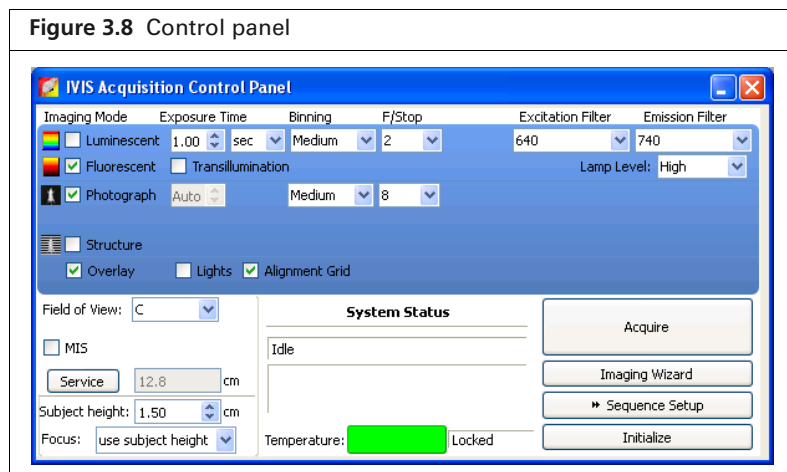 Figure 3.8 Control panel
IVIS Acquisition Control Panel
Imaging Mode Exposure Time Binning F/Stop Excitation Filter Emission Filter
Luminescent 1.00 sec Medium 2 640 740
Fluorescent Transillumination Lamp Level: High
Photograph Auto Medium 8
Structure
Overlay Lights Alignment Grid
Field of View: C System Status Acquire
MIS Idle
Service 12.8 cm Imaging Wizard
Subject height: 1.50 cm Sequence Setup
Focus: use subject height Temperature: Locked Initialize